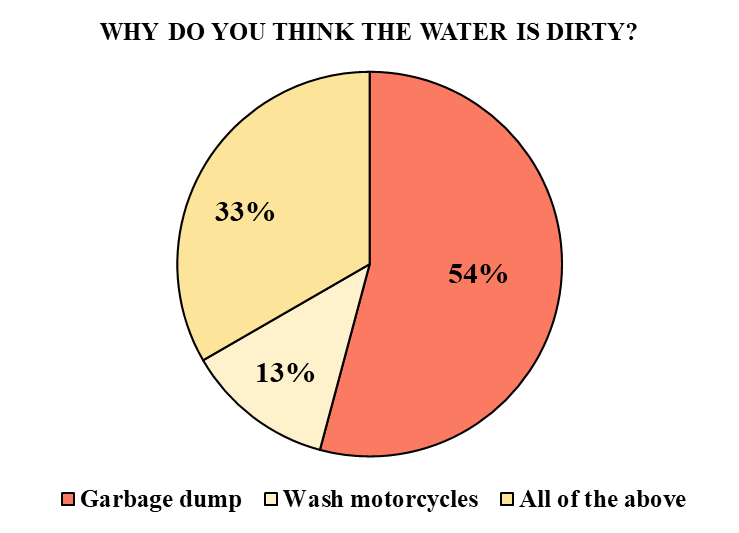 WHY DO YOU THINK THE WATER IS DIRTY?
33%
54%
13%
Garbage dump Wash motorcycles All of the above